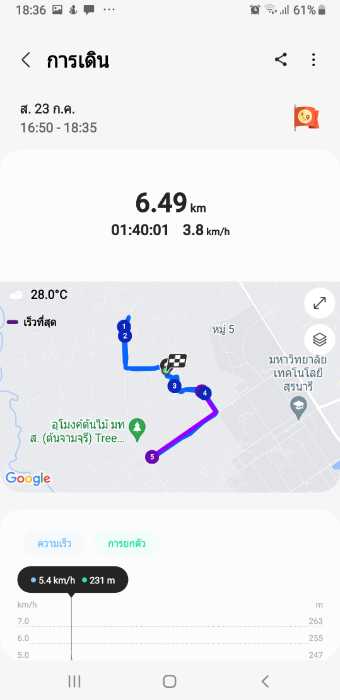 18:36
61%
การเดิน
ส. 23 ก.ค.
16:50 - 18:35
6.49 km
01:40:01 3.8 km/h
28.0°C
เร็วที่สุด
หมู่ 5
มหาวิทยาลัย
เทคโนโลยี
สุรนารี
1
2
3
4
5
อุโมงค์ต้นไม้ มท
ส. (ต้นจามจุรี) Tree...
Google
ความเร็ว
การยกตัว
5.4 km/h 231 m
km/h m
7.0 263
6.0 255
5.0 247